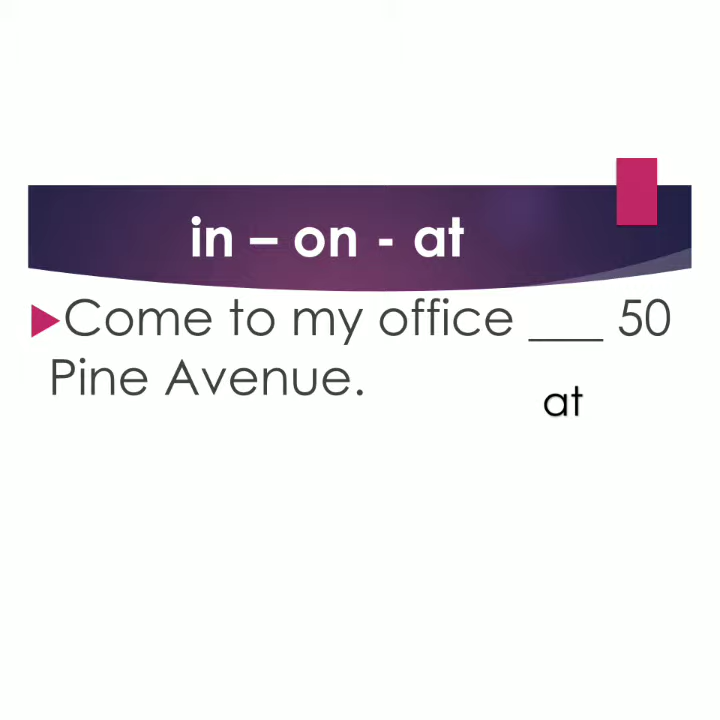 in – on - at
Come to my office ___ 50
Pine Avenue.
at